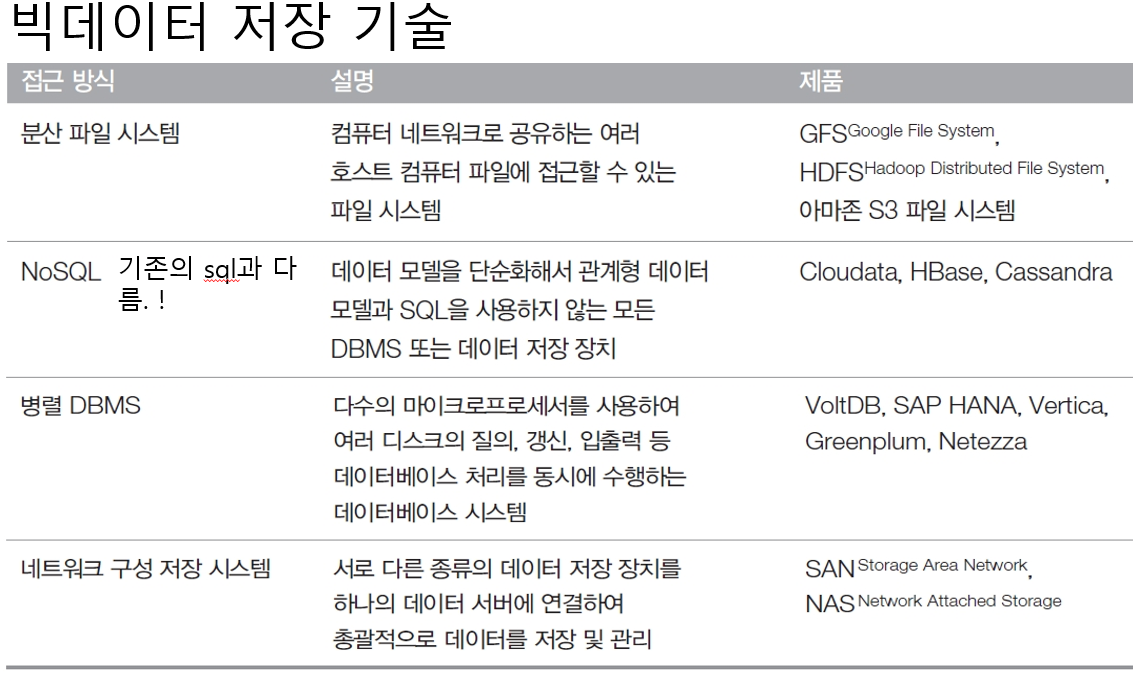 빅데이터 저장 기술
접근 방식 설명 제품
분산 파일 시스템
컴퓨터 네트워크로 공유하는 여러
호스트 컴퓨터 파일에 접근할 수 있는
파일 시스템
GFS Google File System,
HDFS Hadoop Distributed File System,
아마존 S3 파일 시스템
NoSQL
기존의 sql과 다
름. !
데이터 모델을 단순화해서 관계형 데이터
모델과 SQL을 사용하지 않는 모든
DBMS 또는 데이터 저장 장치
Cloudata, HBase, Cassandra
병렬 DBMS
다수의 마이크로프로세서를 사용하여
여러 디스크의 질의, 갱신, 입출력 등
데이터베이스 처리를 동시에 수행하는
데이터베이스 시스템
VoltDB, SAP HANA, Vertica,
Greenplum, Netezza
네트워크 구성 저장 시스템
서로 다른 종류의 데이터 저장 장치를
하나의 데이터 서버에 연결하여
총괄적으로 데이터를 저장 및 관리
SAN Storage Area Network,
NAS Network Attached Storage